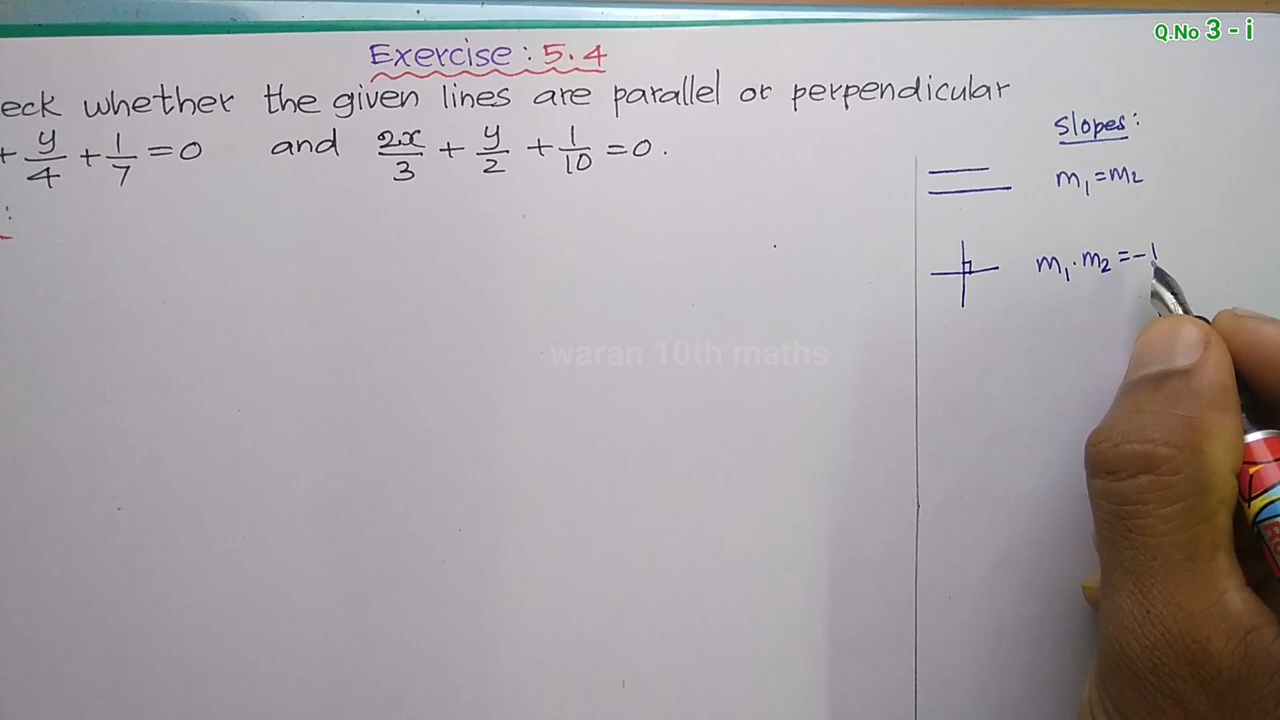 Q.No 3 - i
Exercise : 5.4
eck whether the given lines are parallel or perpendicular
+ y/4 + 1/7 = 0 and 2x/3 + y/2 + 1/10 = 0.
:
Slopes :
m₁ = m₂
m₁ . m₂ = -1
waran 10th maths